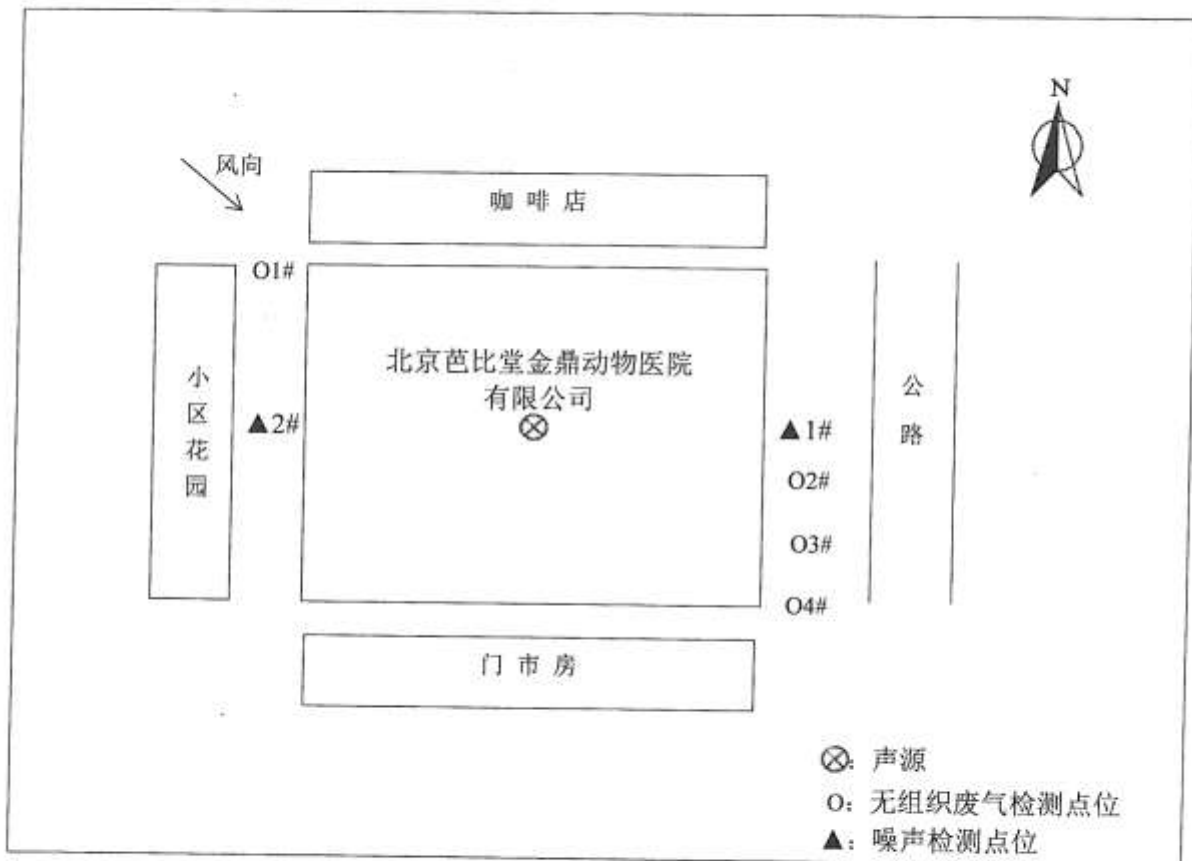 N
风向
咖啡店
O1#
北京芭比堂金鼎动物医院
有限公司
小区花园
公路
▲2#
▲1#
O2#
O3#
O4#
门市房
⊗: 声源
O: 无组织废气检测点位
▲: 噪声检测点位